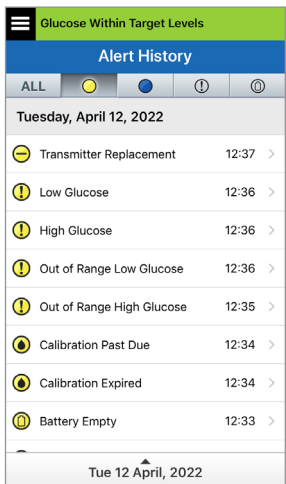 Glucose Within Target Levels
Alert History
ALL
Tuesday, April 12, 2022
Transmitter Replacement 12:37
Low Glucose 12:36
High Glucose 12:36
Out of Range Low Glucose 12:36
Out of Range High Glucose 12:35
Calibration Past Due 12:34
Calibration Expired 12:34
Battery Empty 12:33
Tue 12 April, 2022